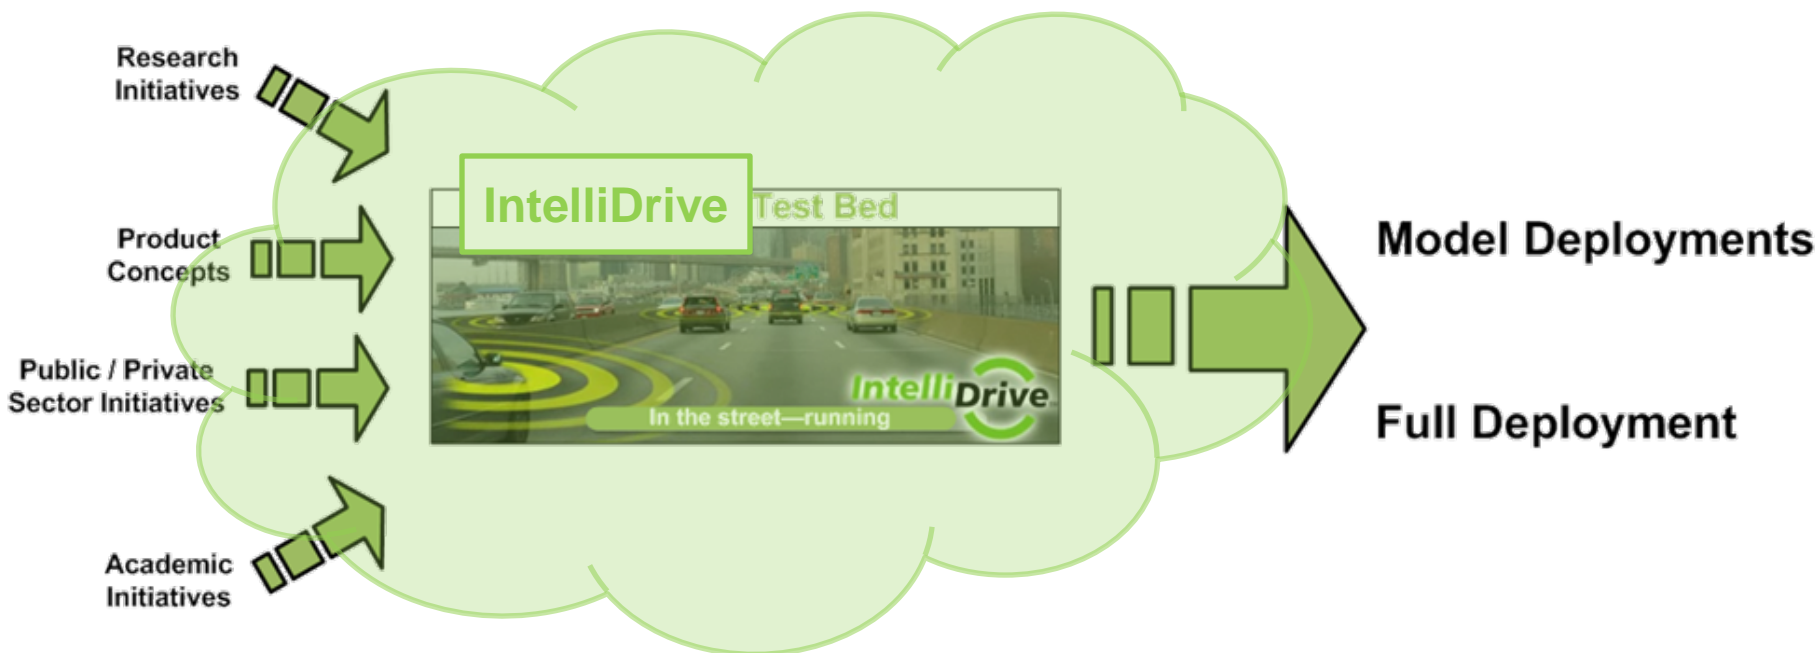 Research
Initiatives
Product
Concepts
Public / Private
Sector Initiatives
Academic
Initiatives
IntelliDrive Test Bed
IntelliDrive
In the street—running
Model Deployments
Full Deployment